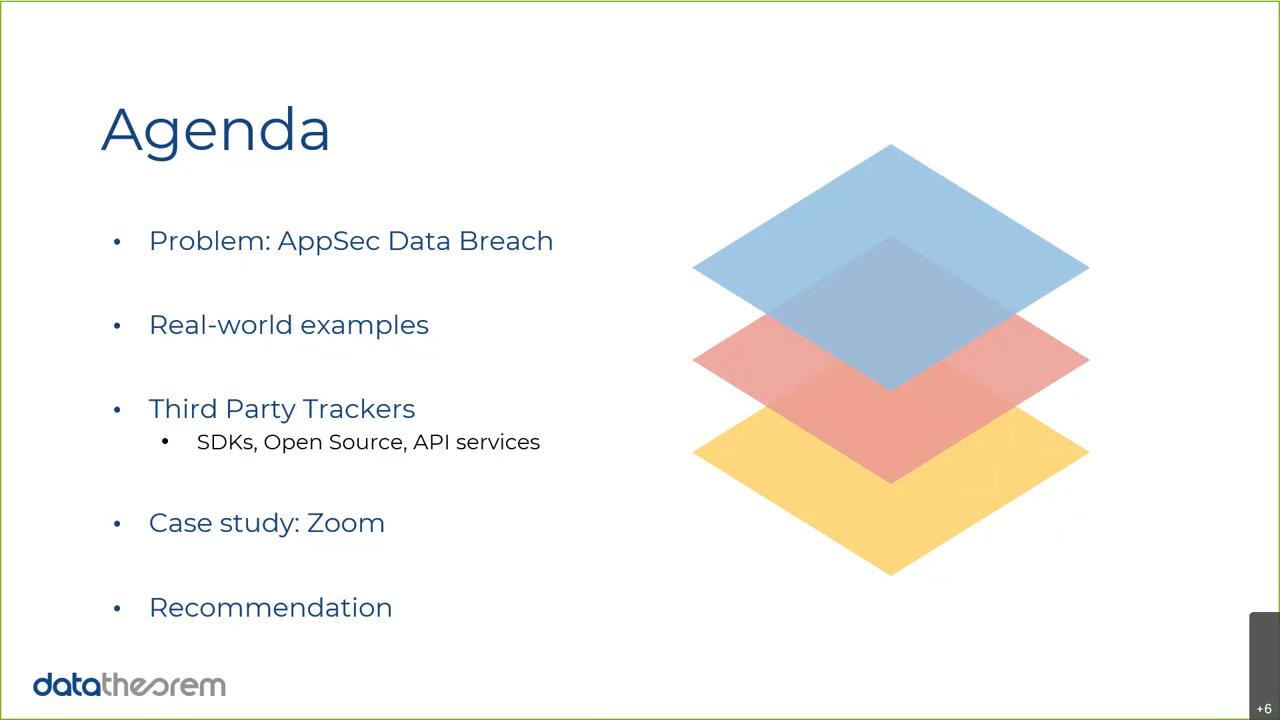 Agenda
• Problem: AppSec Data Breach
• Real-world examples
• Third Party Trackers
• SDKs, Open Source, API services
• Case study: Zoom
• Recommendation
datatheorem
+6